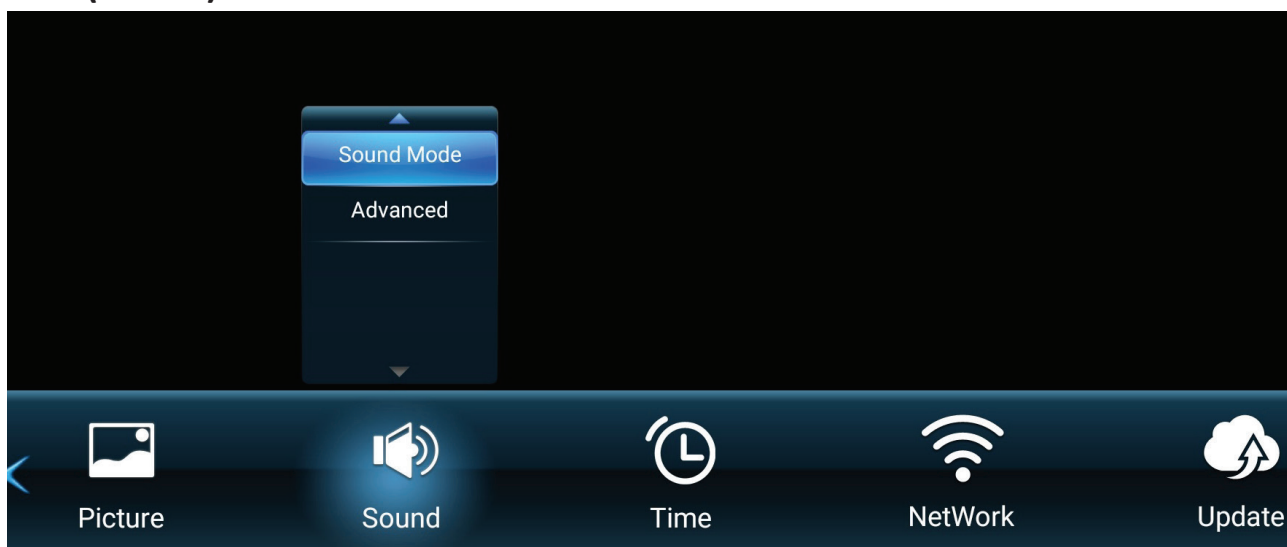 Sound Mode
Advanced
Picture
Sound
Time
NetWork
Update